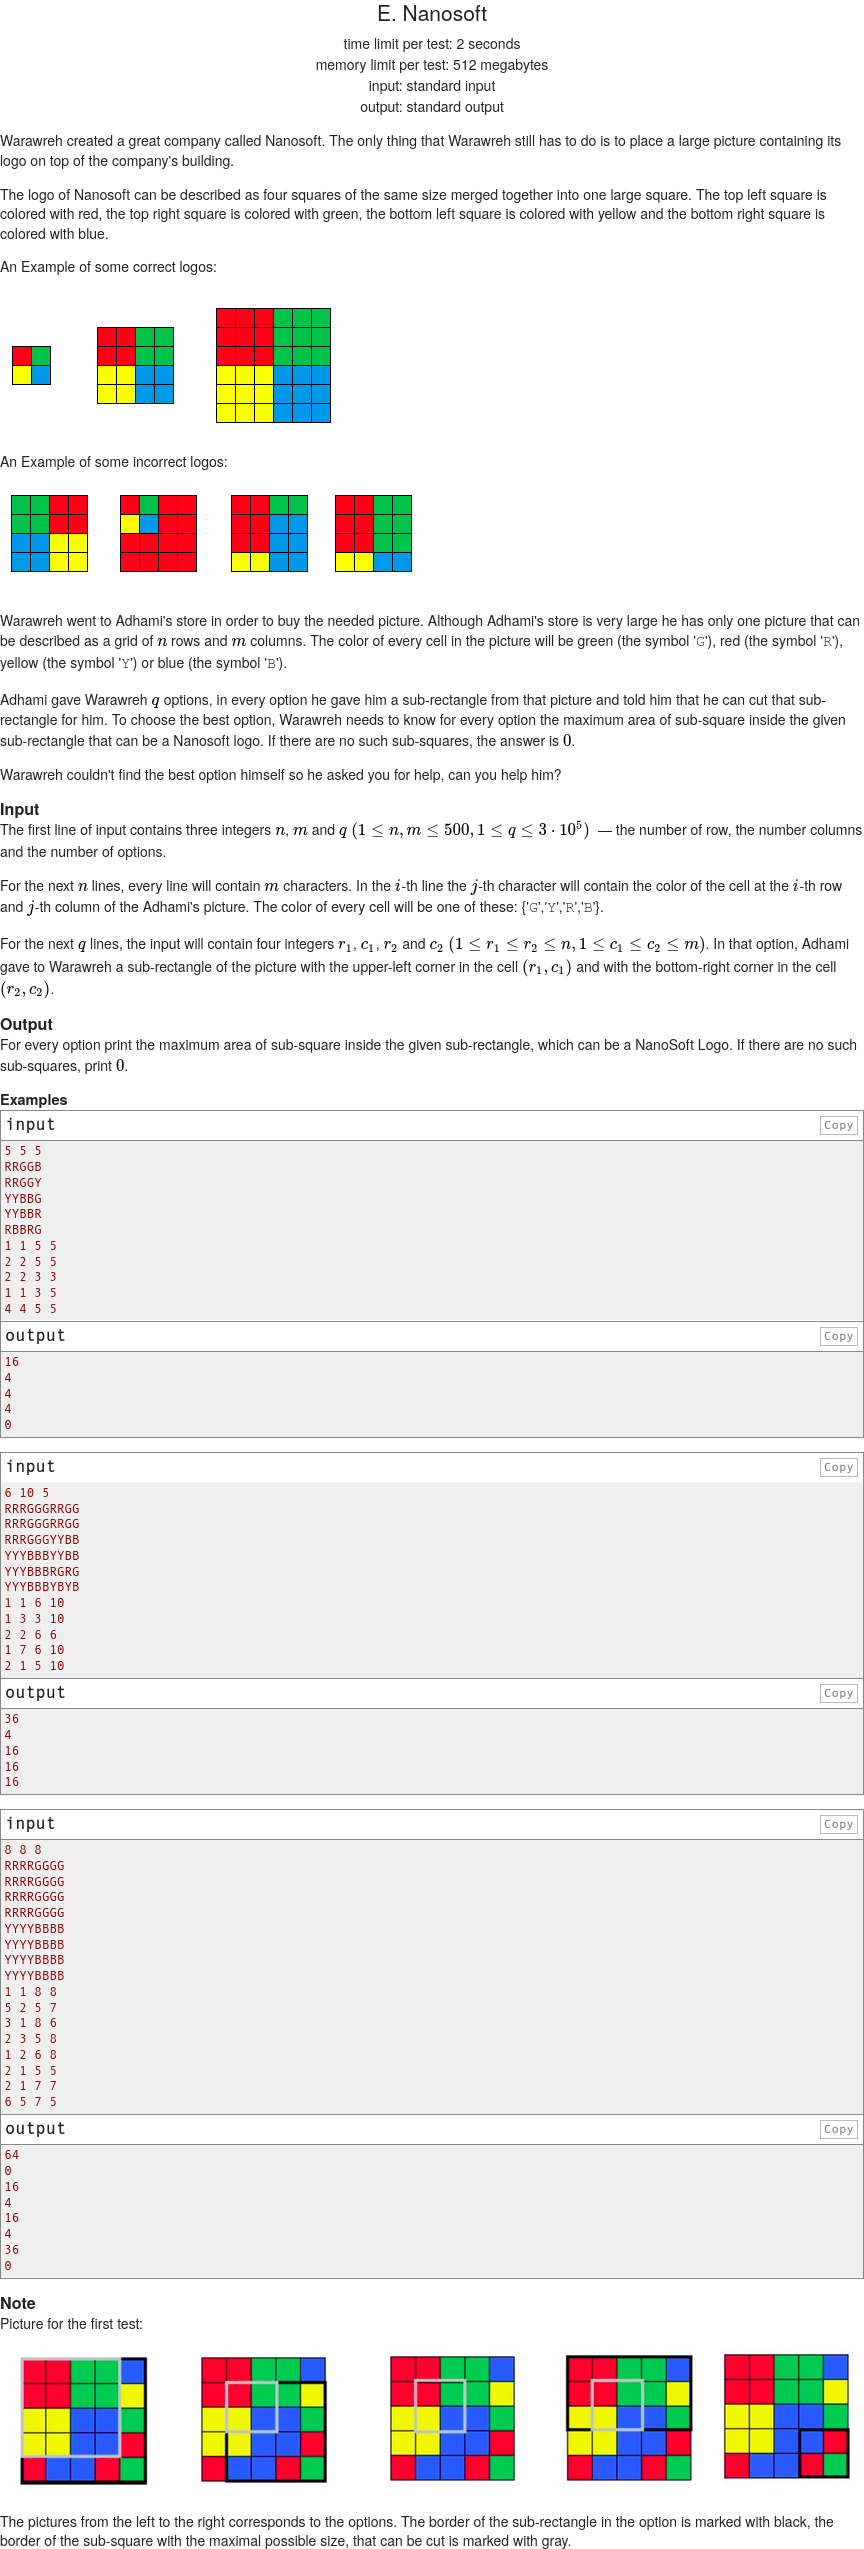 E. Nanosoft
time limit per test: 2 seconds
memory limit per test: 512 megabytes
input: standard input
output: standard output
Warawreh created a great company called Nanosoft. The only thing that Warawreh still has to do is to place a large picture containing its
logo on top of the company's building.
The logo of Nanosoft can be described as four squares of the same size merged together into one large square. The top left square is
colored with red, the top right square is colored with green, the bottom left square is colored with yellow and the bottom right square is
colored with blue.
An Example of some correct logos:
An Example of some incorrect logos:
Warawreh went to Adhami's store in order to buy the needed picture. Although Adhami's store is very large he has only one picture that can
be described as a grid of n rows and m columns. The color of every cell in the picture will be green (the symbol 'G'), red (the symbol 'R'),
yellow (the symbol 'Y') or blue (the symbol 'B').
Adhami gave Warawreh q options, in every option he gave him a sub-rectangle from that picture and told him that he can cut that sub-
rectangle for him. To choose the best option, Warawreh needs to know for every option the maximum area of sub-square inside the given
sub-rectangle that can be a Nanosoft logo. If there are no such sub-squares, the answer is 0.
Warawreh couldn't find the best option himself so he asked you for help, can you help him?
Input
The first line of input contains three integers n, m and q (1 ≤ n, m ≤ 500, 1 ≤ q ≤ 3 · 10⁵) — the number of row, the number columns
and the number of options.
For the next n lines, every line will contain m characters. In the i-th line the j-th character will contain the color of the cell at the i-th row
and j-th column of the Adhami's picture. The color of every cell will be one of these: {'G','Y','R','B'}.
For the next q lines, the input will contain four integers r₁, c₁, r₂ and c₂ (1 ≤ r₁ ≤ r₂ ≤ n, 1 ≤ c₁ ≤ c₂ ≤ m). In that option, Adhami
gave to Warawreh a sub-rectangle of the picture with the upper-left corner in the cell (r₁, c₁) and with the bottom-right corner in the cell
(r₂, c₂).
Output
For every option print the maximum area of sub-square inside the given sub-rectangle, which can be a NanoSoft Logo. If there are no such
sub-squares, print 0.
Examples
input Copy
5 5 5
RRGGB
RRGGY
YYBBG
YYBBR
RBBRG
1 1 5 5
2 2 5 5
2 2 3 3
1 1 3 5
4 4 5 5
output Copy
16
4
4
4
0
input Copy
6 10 5
RRRGGGRRGG
RRRGGGRRGG
RRRGGGYYBB
YYYBBBYYBB
YYYBBBRGRG
YYYBBBYBYB
1 1 6 10
1 3 3 10
2 2 6 6
1 7 6 10
2 1 5 10
output Copy
36
4
16
16
16
input Copy
8 8 8
RRRRGGGG
RRRRGGGG
RRRRGGGG
RRRRGGGG
YYYYBBBB
YYYYBBBB
YYYYBBBB
YYYYBBBB
1 1 8 8
5 2 5 7
3 1 8 6
2 3 5 8
1 2 6 8
2 1 5 5
2 1 7 7
6 5 7 5
output Copy
64
0
16
4
16
4
36
0
Note
Picture for the first test:
The pictures from the left to the right corresponds to the options. The border of the sub-rectangle in the option is marked with black, the
border of the sub-square with the maximal possible size, that can be cut is marked with gray.